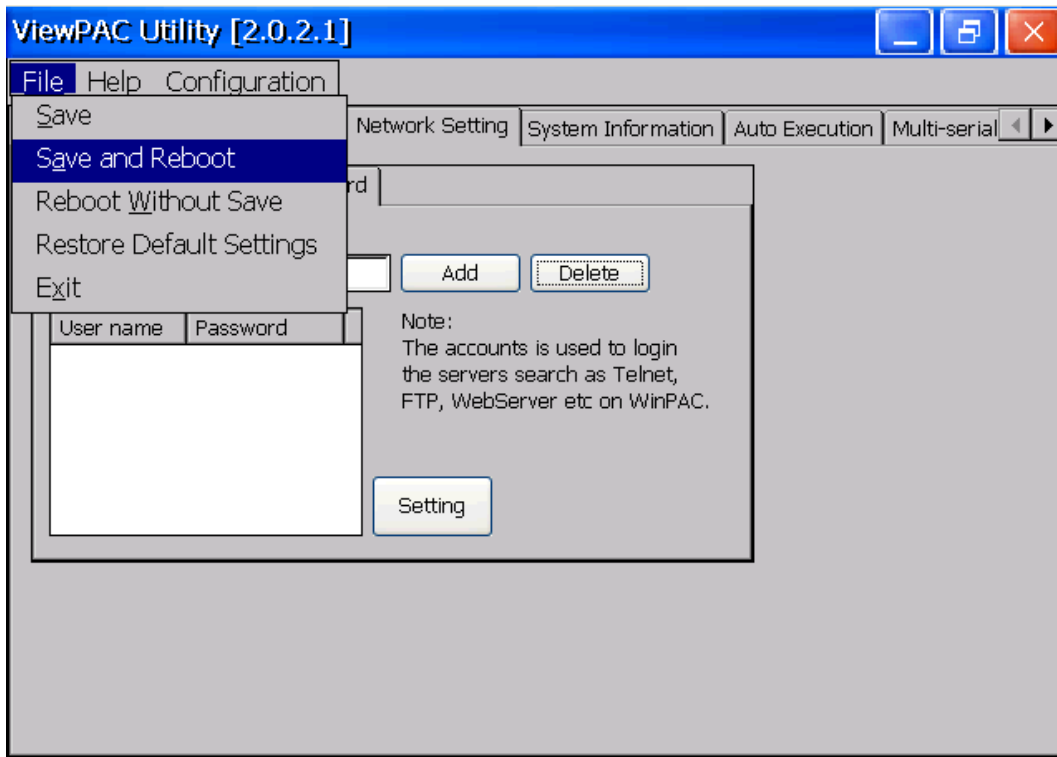 ViewPAC Utility [2.0.2.1]
File Help Configuration
Save
Save and Reboot
Reboot Without Save
Restore Default Settings
Exit
Network Setting System Information Auto Execution Multi-serial
rd
Add Delete
User name Password
Note:
The accounts is used to login
the servers search as Telnet,
FTP, WebServer etc on WinPAC.
Setting